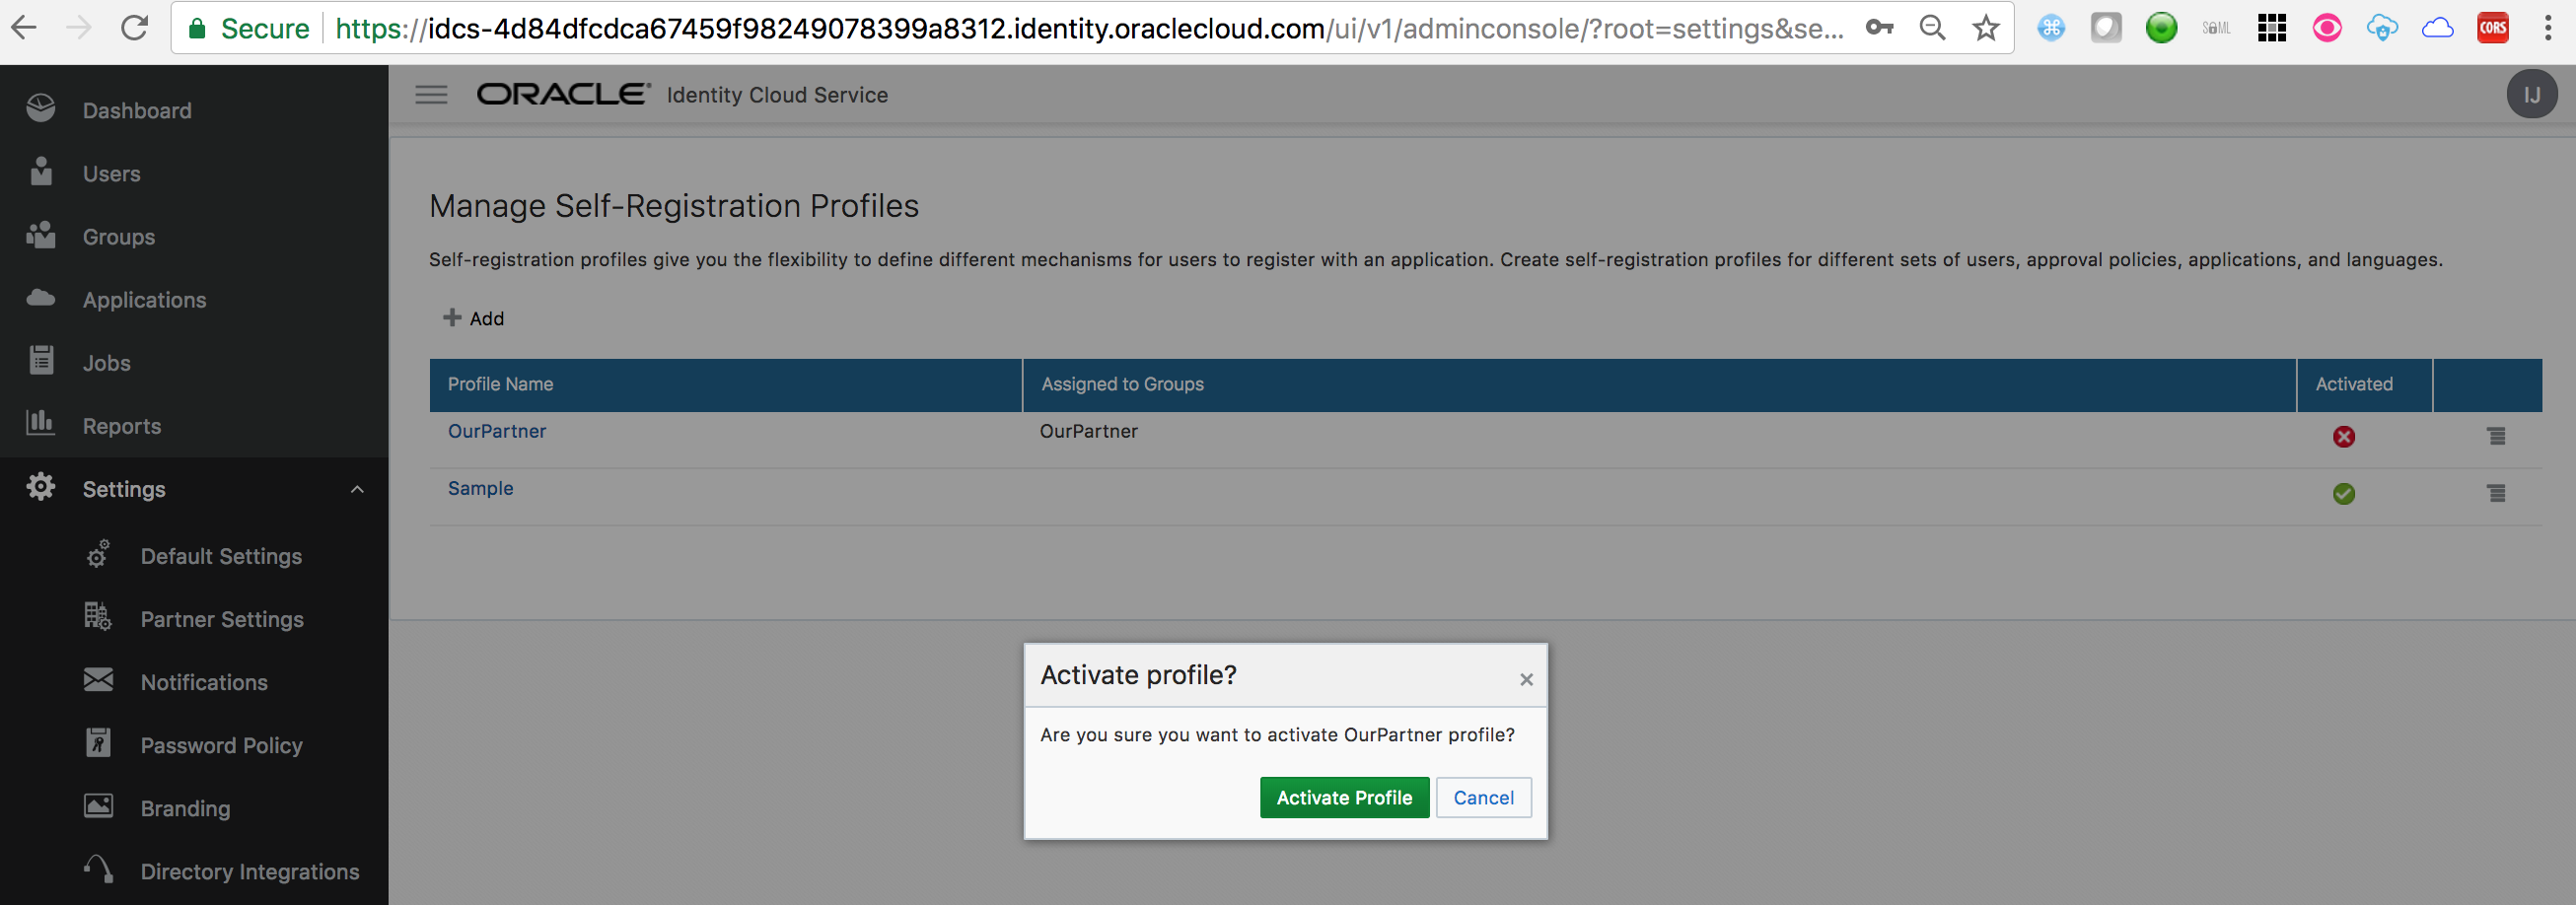 Secure https://idcs-4d84dfcdca67459f98249078399a8312.identity.oraclecloud.com/ui/v1/adminconsole/?root=settings&se... SAML CORS
ORACLE® Identity Cloud Service IJ
Dashboard
Users
Groups
Applications
Jobs
Reports
Settings
Default Settings
Partner Settings
Notifications
Password Policy
Branding
Directory Integrations
Manage Self-Registration Profiles
Self-registration profiles give you the flexibility to define different mechanisms for users to register with an application. Create self-registration profiles for different sets of users, approval policies, applications, and languages.
Add
Profile Name Assigned to Groups Activated
OurPartner OurPartner
Sample
Activate profile?
Are you sure you want to activate OurPartner profile?
Activate Profile Cancel